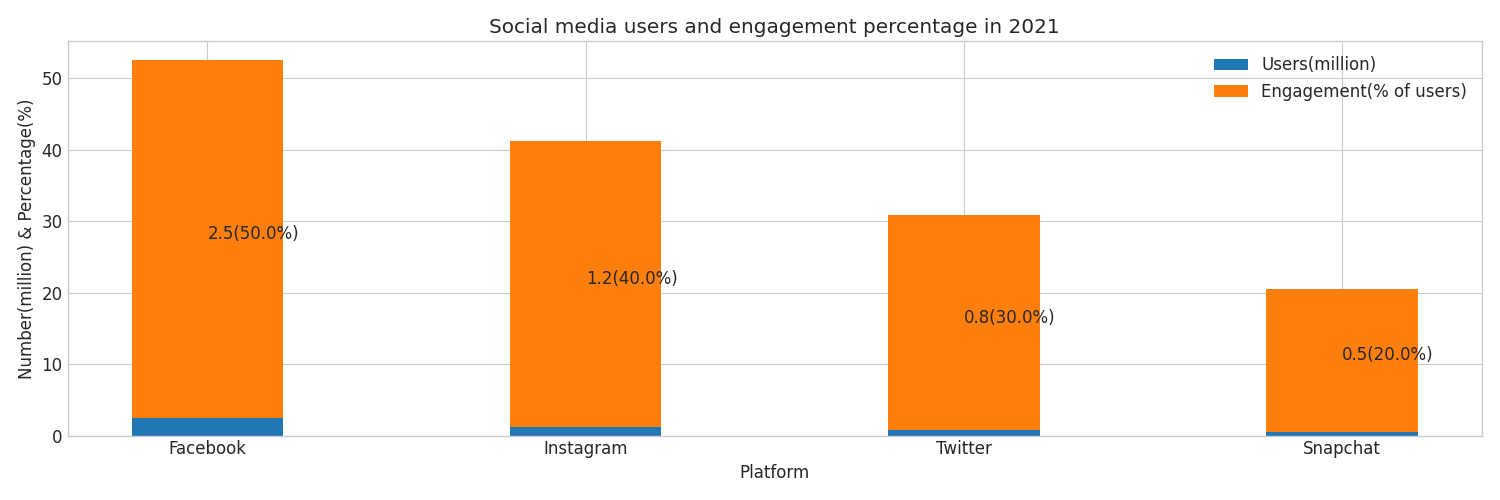 Social media users and engagement percentage in 2021
Users(million)
Engagement(% of users)
Number(million) & Percentage(%)
50
40
30
20
10
0
2.5(50.0%)
1.2(40.0%)
0.8(30.0%)
0.5(20.0%)
Facebook
Instagram
Twitter
Snapchat
Platform